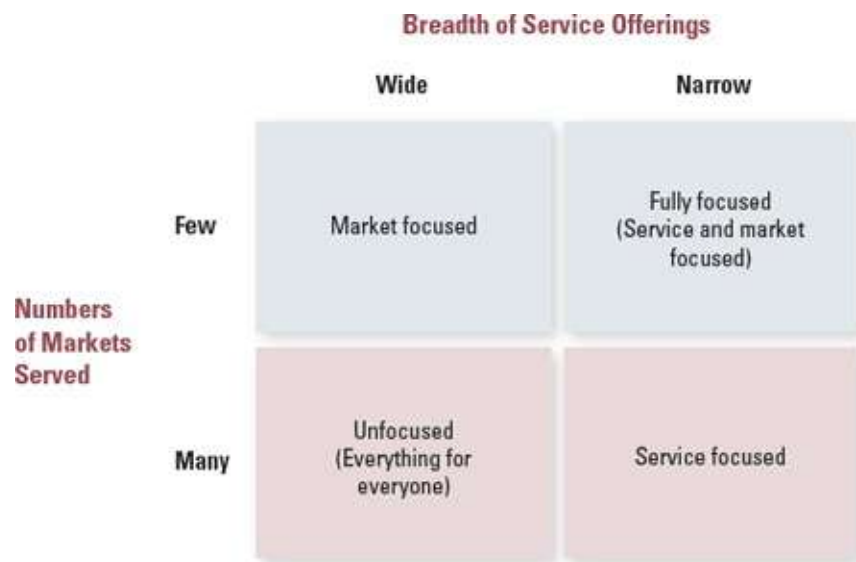 Breadth of Service Offerings
Wide
Narrow
Few
Market focused
Fully focused
(Service and market
focused)
Numbers
of Markets
Served
Many
Unfocused
(Everything for
everyone)
Service focused